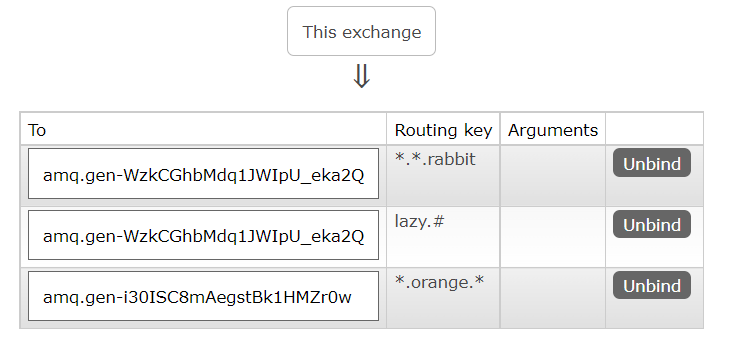 This exchange
⇓
To Routing key Arguments
amq.gen-WzkCGhbMdq1JWIpU_eka2Q *.*.rabbit Unbind
amq.gen-WzkCGhbMdq1JWIpU_eka2Q lazy.# Unbind
amq.gen-i30ISC8mAegstBk1HMZr0w *.orange.* Unbind